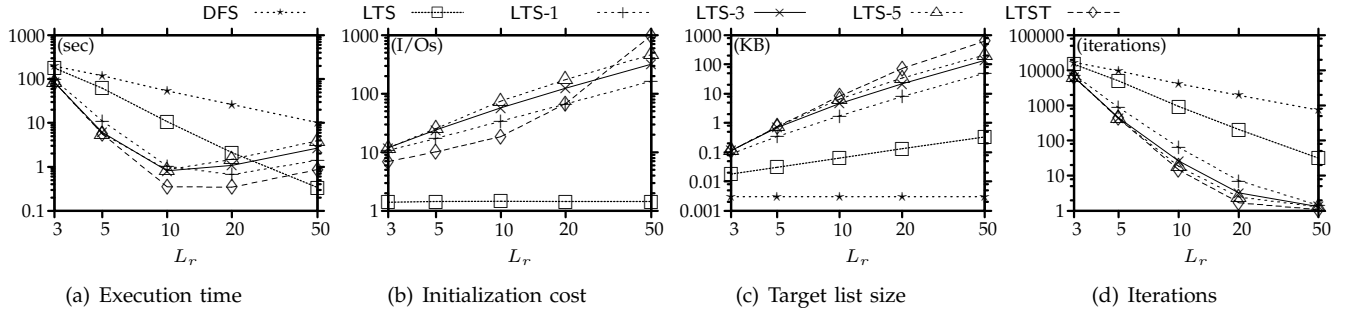 DFS LTS LTS-1 LTS-3 LTS-5 LTST
1000 100 10 1 0.1
(sec)
3 5 10 20 50
L_r
(a) Execution time
1000 100 10 1
(I/Os)
3 5 10 20 50
L_r
(b) Initialization cost
1000 100 10 1 0.1 0.01 0.001
(KB)
3 5 10 20 50
L_r
(c) Target list size
100000 10000 1000 100 10 1
(iterations)
3 5 10 20 50
L_r
(d) Iterations